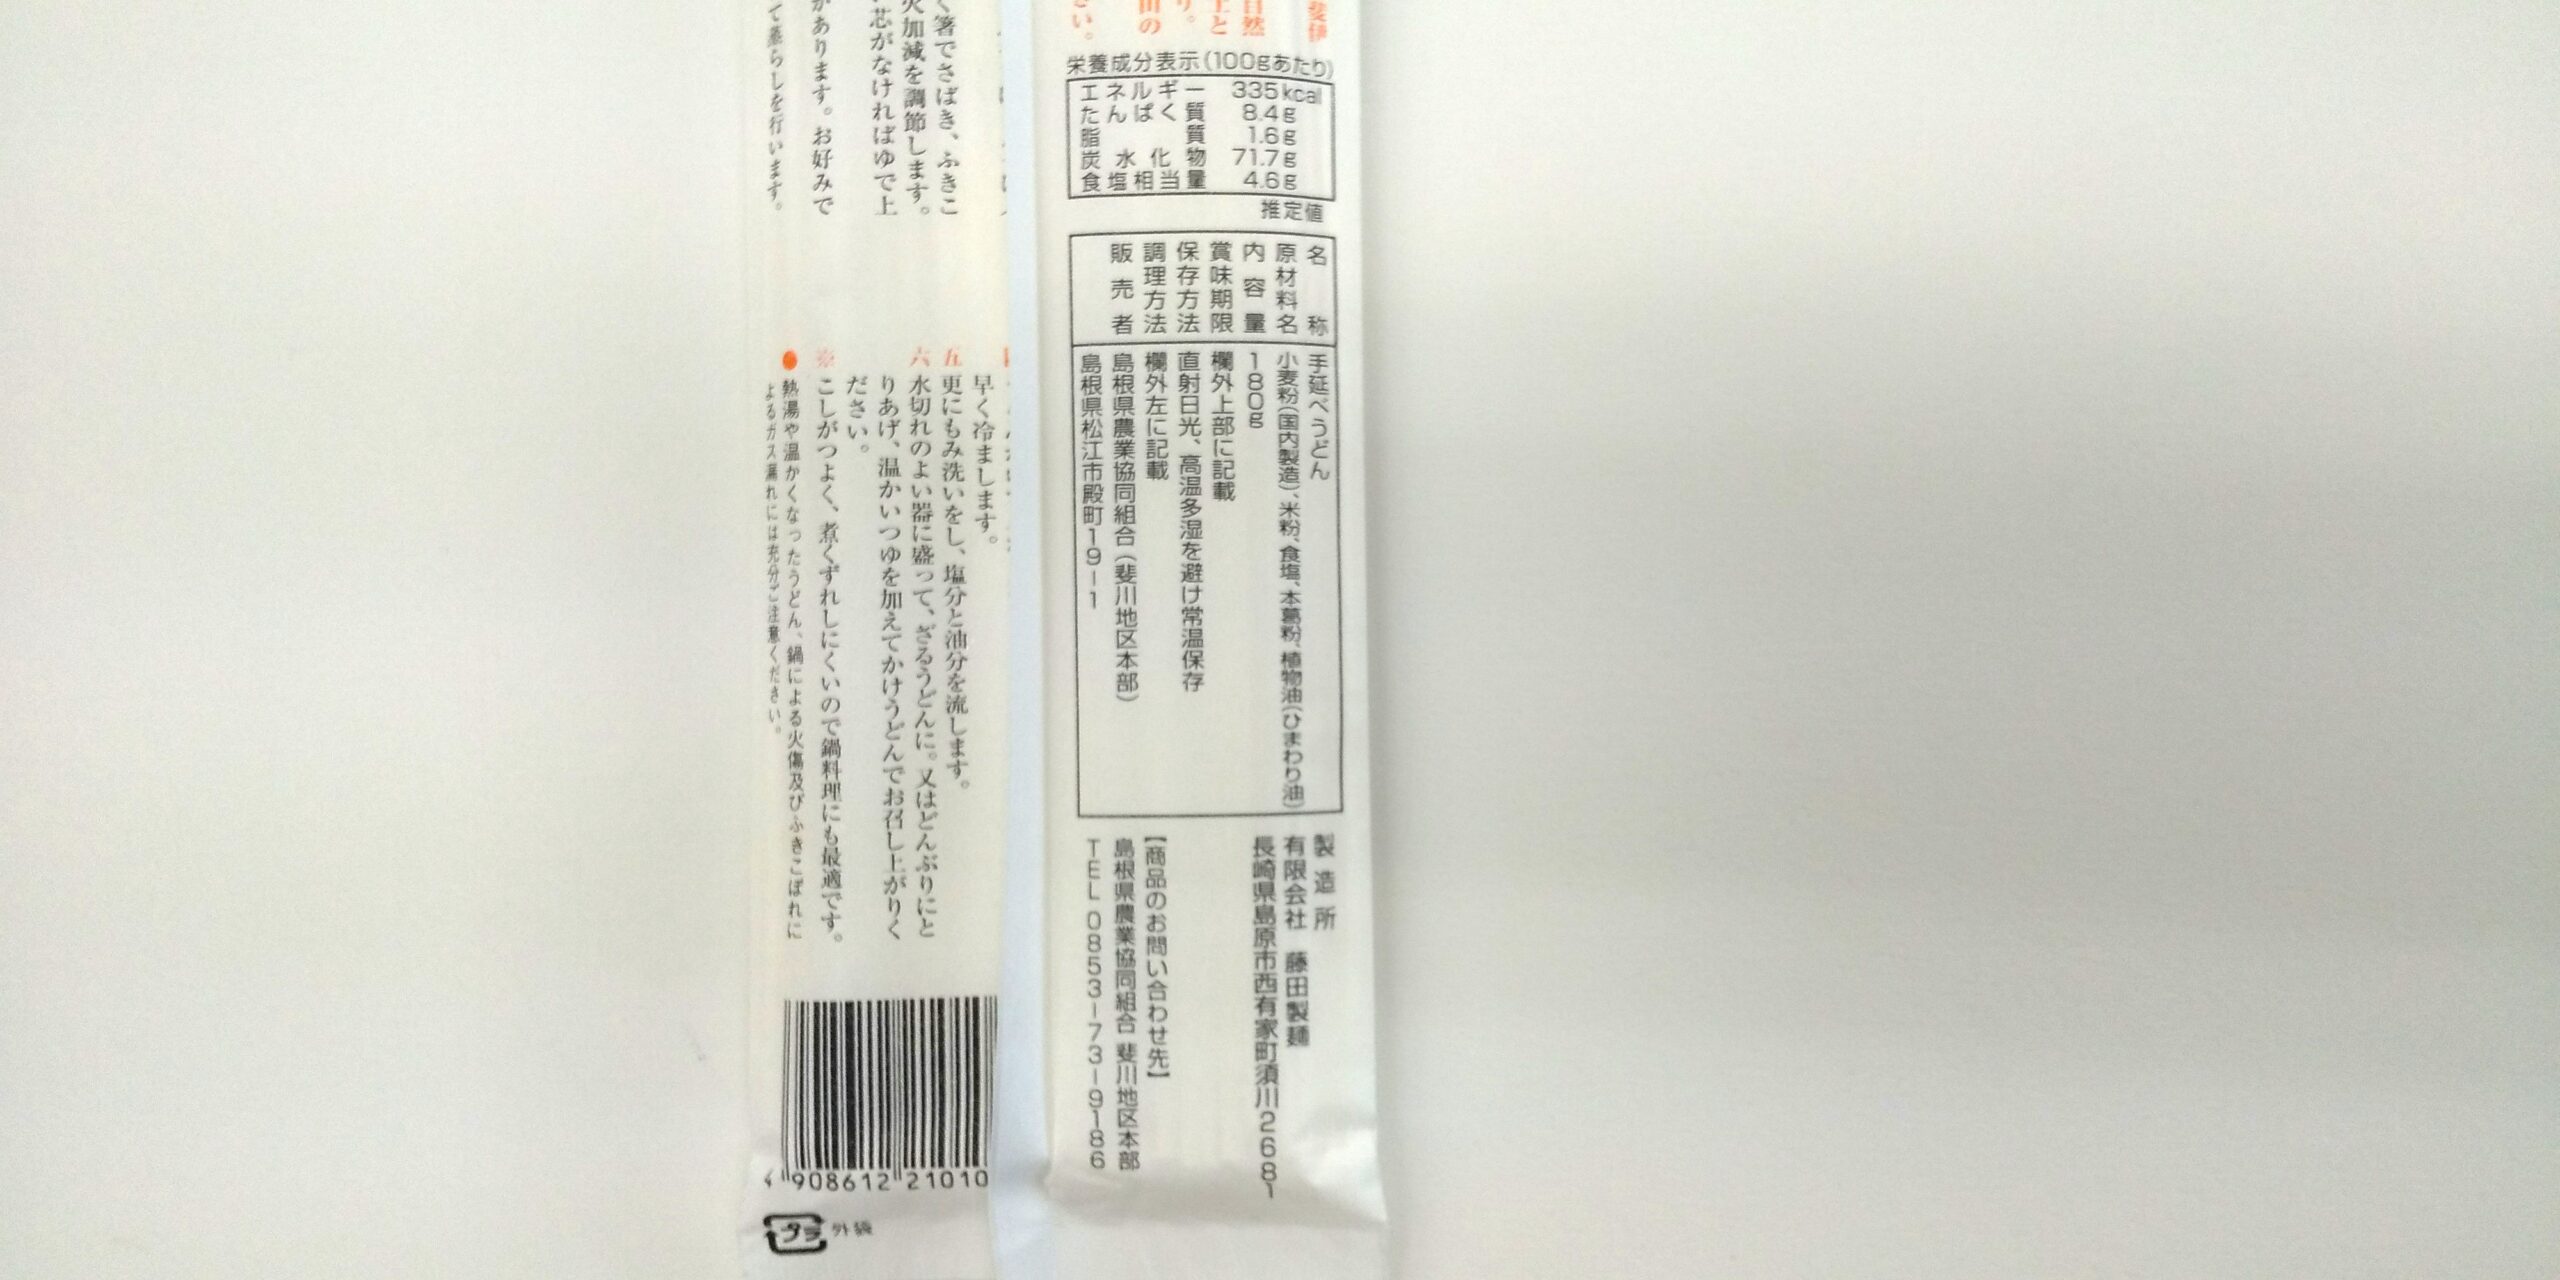 栄養成分表示(100gあたり)
エネルギー 335kcal
たんぱく質 8.4g
脂質 1.6g
炭水化物 71.7g
食塩相当量 4.6g
推定値
名称 手延べうどん
原材料名 小麦粉(国内製造)、米粉、食塩、本葛粉、植物油(ひまわり油)
内容量 180g
賞味期限 欄外上部に記載
保存方法 直射日光、高温多湿を避け常温保存
調理方法 欄外左に記載
販売者 島根県農業協同組合(斐川地区本部)
島根県松江市殿町19-1
製造所
有限会社 藤田製麺
長崎県島原市西有家町須川2681
【商品のお問い合わせ先】
島根県農業協同組合 斐川地区本部
TEL 0853-73-9186
く箸でさばき、ふきこ
火加減を調節します。
芯がなければゆで上
があります。お好みで
て蒸らしを行います。
早く冷まします。
五 更にもみ洗いをし、塩分と油分を流します。
六 水切れのよい器に盛って、ざるうどんに。又はどんぶりにと
りあげ、温かいつゆを加えてかけうどんでお召し上がりく
ださい。
※ こしがつよく、煮くずれしにくいので鍋料理にも最適です。
● 熱湯や温かくなったうどん、鍋による火傷及びふきこぼれに
よるガス漏れには充分ご注意ください。
4 908612 21010
プラ 外袋